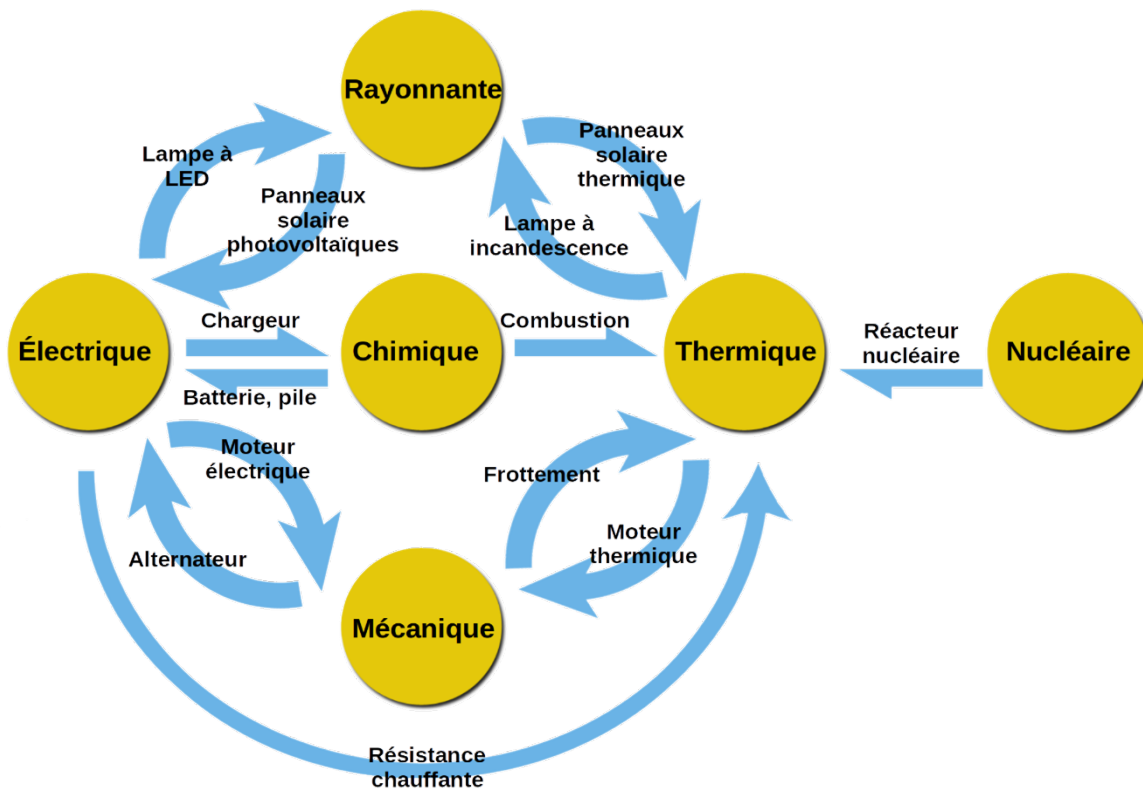 Rayonnante
Lampe à
LED
Panneaux
solaire
photovoltaïques
Panneaux
solaire
thermique
Lampe à
incandescence
Électrique
Chargeur
Batterie, pile
Chimique
Combustion
Thermique
Réacteur
nucléaire
Nucléaire
Moteur
électrique
Alternateur
Frottement
Moteur
thermique
Mécanique
Résistance
chauffante